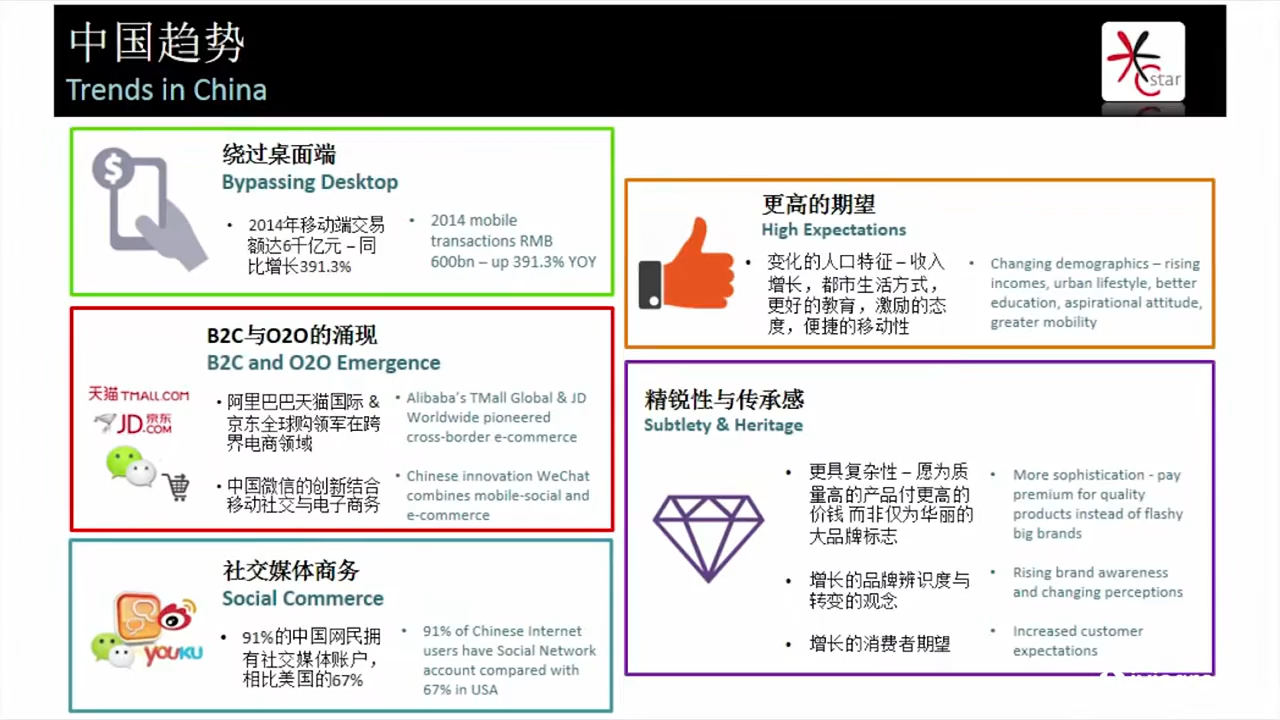 中国趋势
Trends in China
Cstar
绕过桌面端
Bypassing Desktop
• 2014年移动端交易
额达6千亿元 – 同
比增长391.3%
• 2014 mobile
transactions RMB
600bn – up 391.3% YOY
B2C与O2O的涌现
B2C and O2O Emergence
天猫 TMALL.COM
JD京东
.COM
• 阿里巴巴天猫国际 &
京东全球购领军在跨
界电商领域
• Alibaba's TMall Global & JD
Worldwide pioneered
cross-border e-commerce
• 中国微信的创新结合
移动社交与电子商务
• Chinese innovation WeChat
combines mobile-social and
e-commerce
社交媒体商务
Social Commerce
YOUKU
• 91%的中国网民拥
有社交媒体账户，
相比美国的67%
• 91% of Chinese Internet
users have Social Network
account compared with
67% in USA
更高的期望
High Expectations
• 变化的人口特征 – 收入
增长，都市生活方式，
更好的教育，激励的态
度，便捷的移动性
• Changing demographics – rising
incomes, urban lifestyle, better
education, aspirational attitude,
greater mobility
精锐性与传承感
Subtlety & Heritage
• 更具复杂性 – 愿为质
量高的产品付更高的
价钱 而非仅为华丽的
大品牌标志
• More sophistication - pay
premium for quality
products instead of flashy
big brands
• 增长的品牌辨识度与
转变的观念
• Rising brand awareness
and changing perceptions
• 增长的消费者期望
• Increased customer
expectations